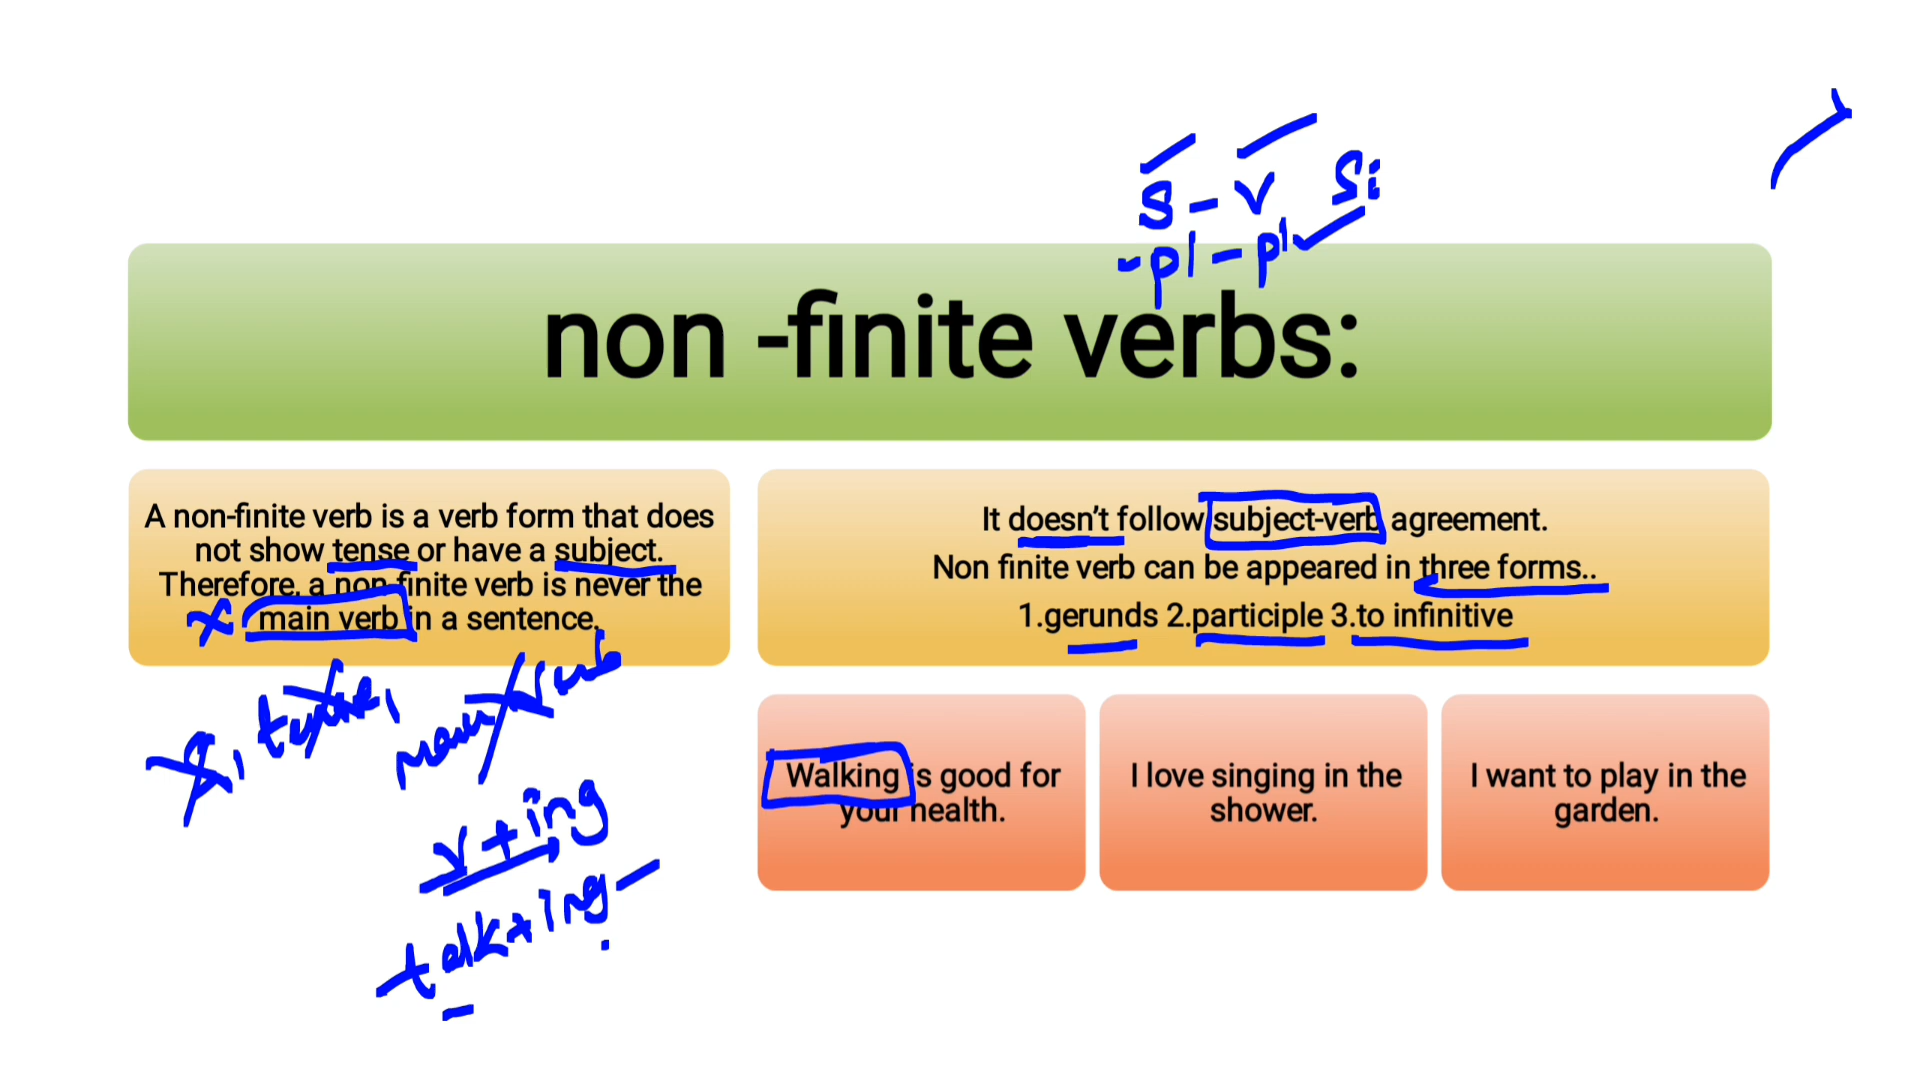 S - V Si
- pl - pl
non -finite verbs:
A non-finite verb is a verb form that does
not show tense or have a subject.
Therefore, a non-finite verb is never the
main verb in a sentence.
It doesn't follow subject-verb agreement.
Non finite verb can be appeared in three forms..
1.gerunds 2.participle 3.to infinitive
S, tense, main verb
Walking is good for
your health.
I love singing in the
shower.
I want to play in the
garden.
v + ing
talk + ing